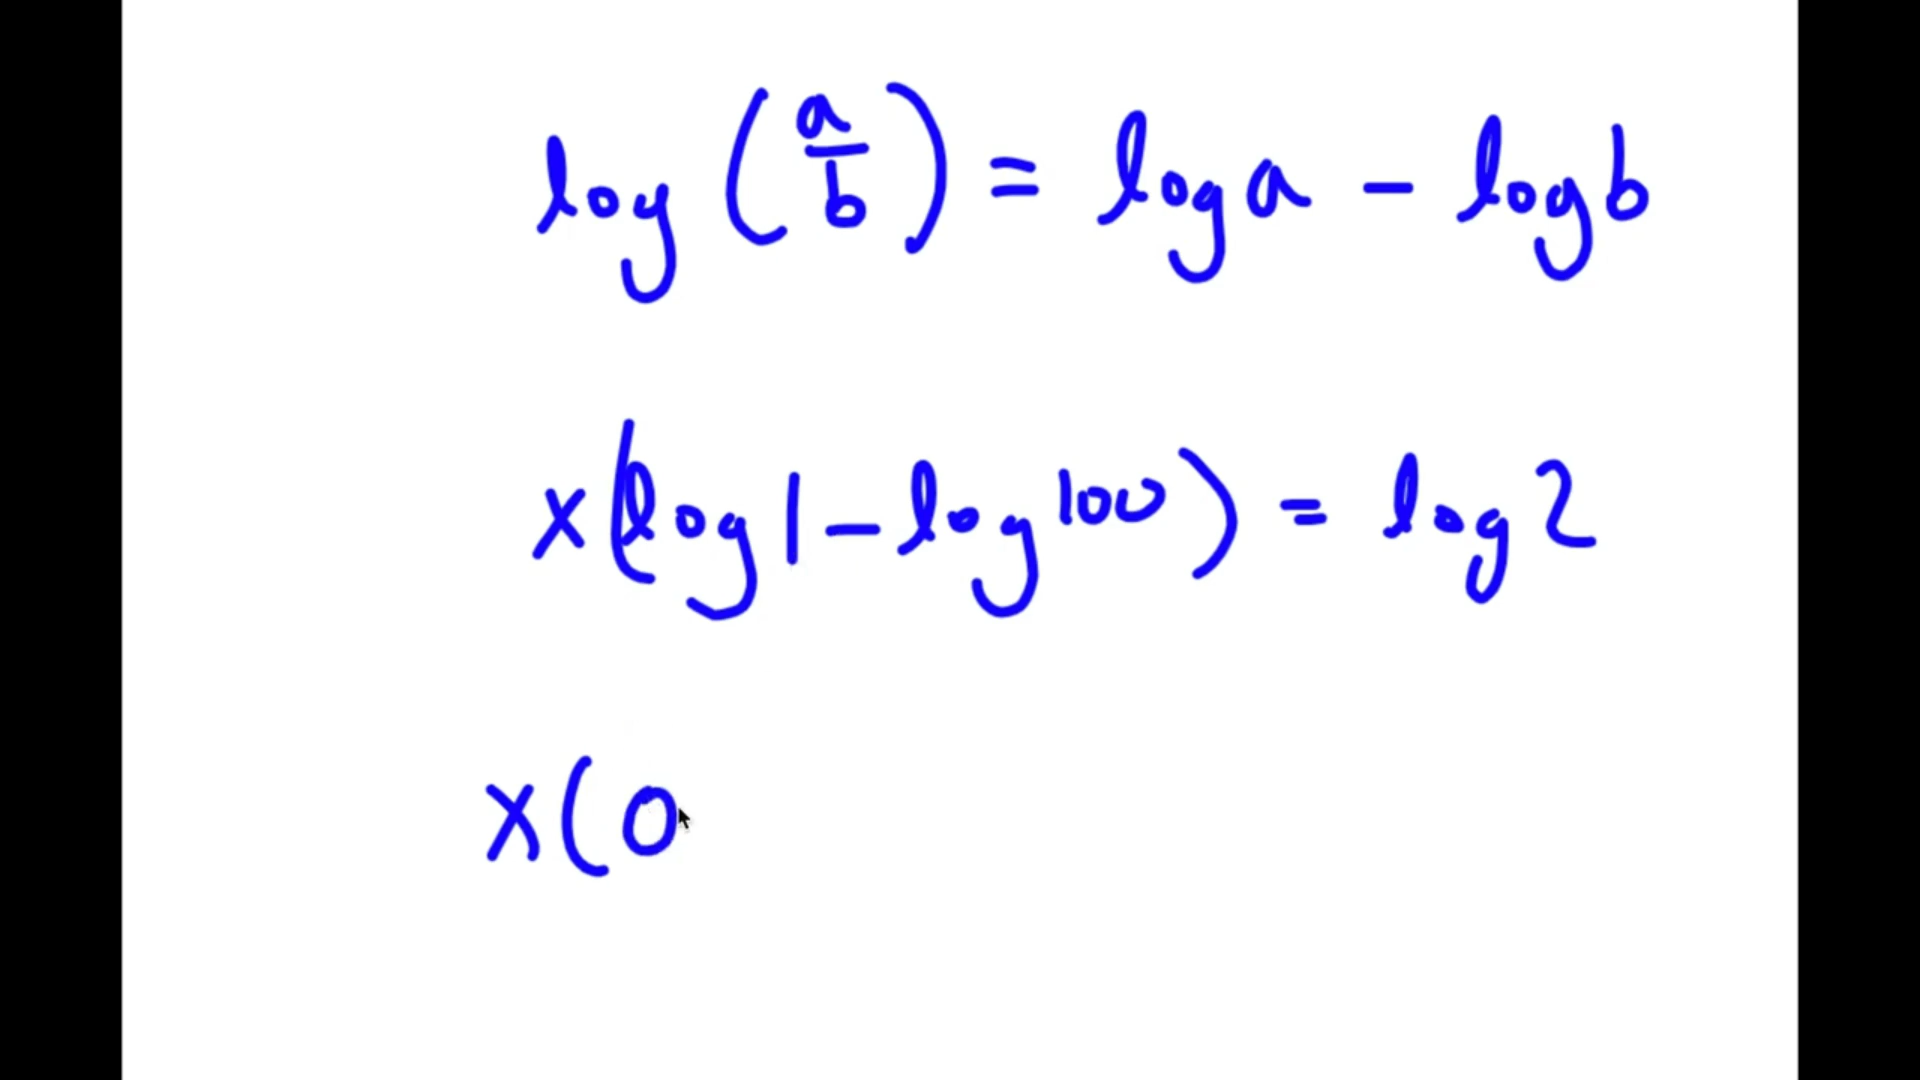 log (a/b) = log a - log b
x(log 1 - log 100) = log 2
x(0